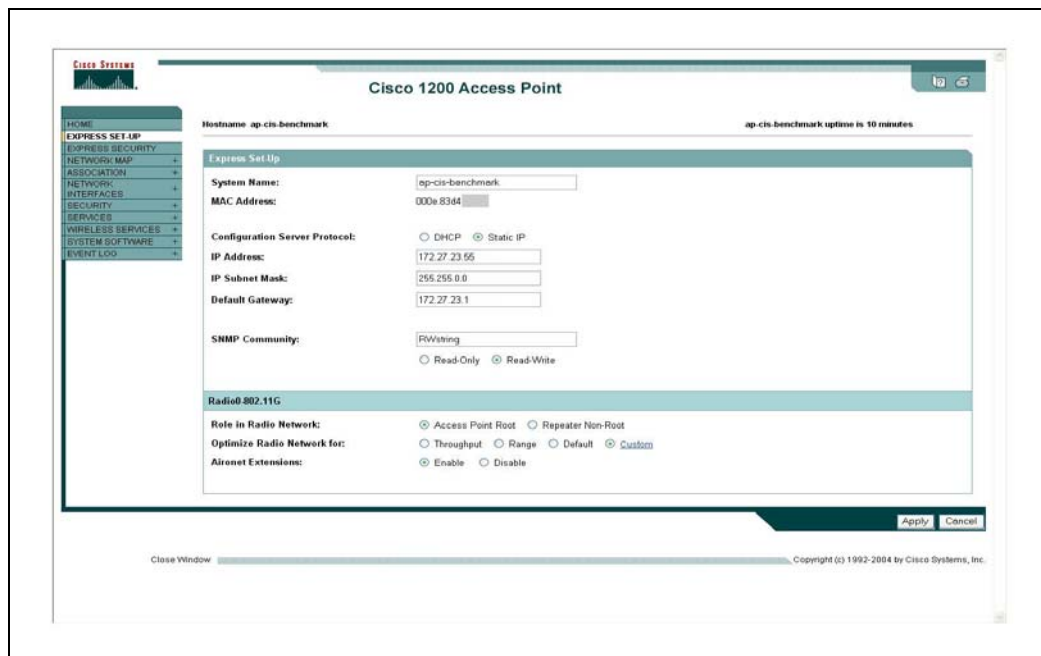 CISCO SYSTEMS
Cisco 1200 Access Point
HOME
EXPRESS SET-UP
EXPRESS SECURITY
NETWORK MAP +
ASSOCIATION +
NETWORK INTERFACES +
SECURITY +
SERVICES +
WIRELESS SERVICES +
SYSTEM SOFTWARE +
EVENT LOG +
Hostname ap-cis-benchmark
ap-cis-benchmark uptime is 10 minutes
Express Set-Up
System Name: ap-cis-benchmark
MAC Address: 000e.83d4
Configuration Server Protocol: DHCP Static IP
IP Address: 172.27.23.55
IP Subnet Mask: 255.255.0.0
Default Gateway: 172.27.23.1
SNMP Community: RWstring
Read-Only Read-Write
Radio0-802.11G
Role in Radio Network: Access Point Root Repeater Non-Root
Optimize Radio Network for: Throughput Range Default Custom
Aironet Extensions: Enable Disable
Apply Cancel
Close Window
Copyright (c) 1992-2004 by Cisco Systems, Inc.